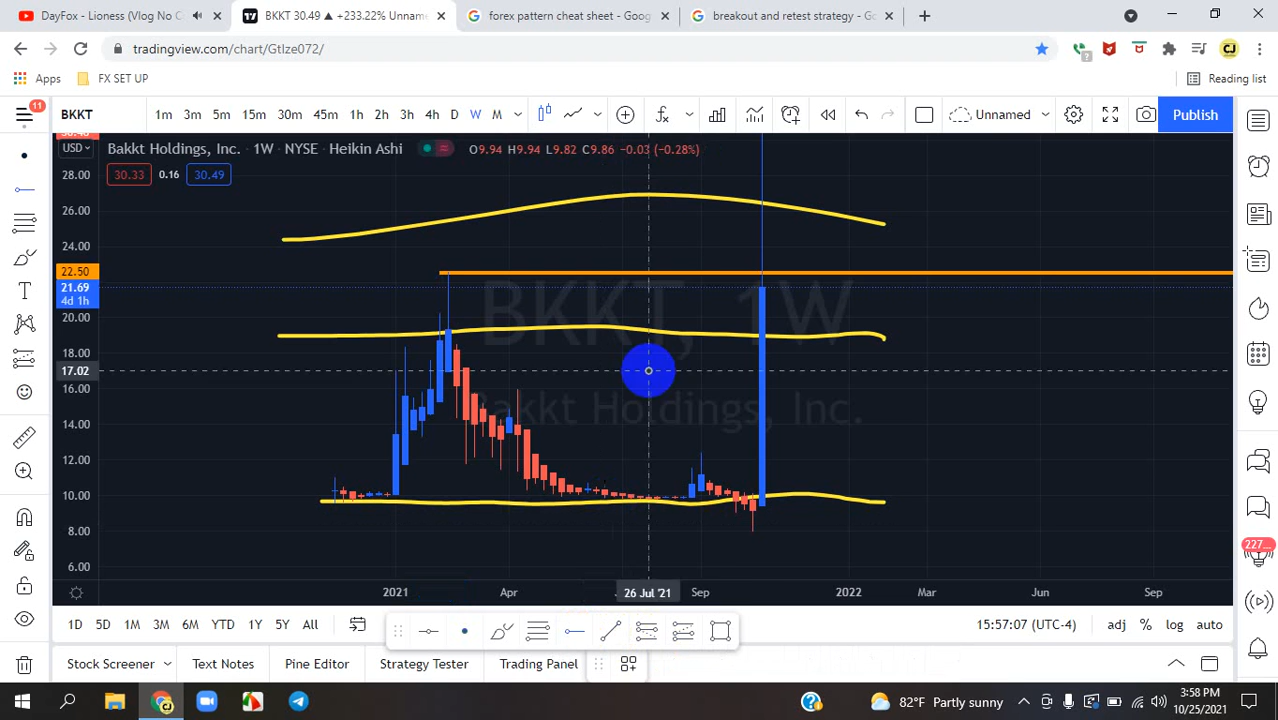 DayFox - Lioness (Vlog No C
BKKT 30.49 ▲ +233.22% Unname
forex pattern cheat sheet - Goog
breakout and retest strategy - Go
tradingview.com/chart/GtIze072/
CJ
Apps
FX SET UP
Reading list
11
BKKT
1m 3m 5m 15m 30m 45m 1h 2h 3h 4h D W M
Unnamed
Publish
USD
Bakkt Holdings, Inc. · 1W · NYSE · Heikin Ashi
O9.94 H9.94 L9.82 C9.86 −0.03 (−0.28%)
30.33 0.16 30.49
28.00
26.00
24.00
22.50
21.69
4d 1h
20.00
18.00
17.02
16.00
14.00
12.00
10.00
8.00
6.00
BKKT, 1W
Bakkt Holdings, Inc.
2021 Apr 26 Jul '21 Sep 2022 Mar Jun Sep
227
1D 5D 1M 3M 6M YTD 1Y 5Y All
15:57:07 (UTC-4) adj % log auto
Stock Screener Text Notes Pine Editor Strategy Tester Trading Panel
82°F Partly sunny
3:58 PM
10/25/2021